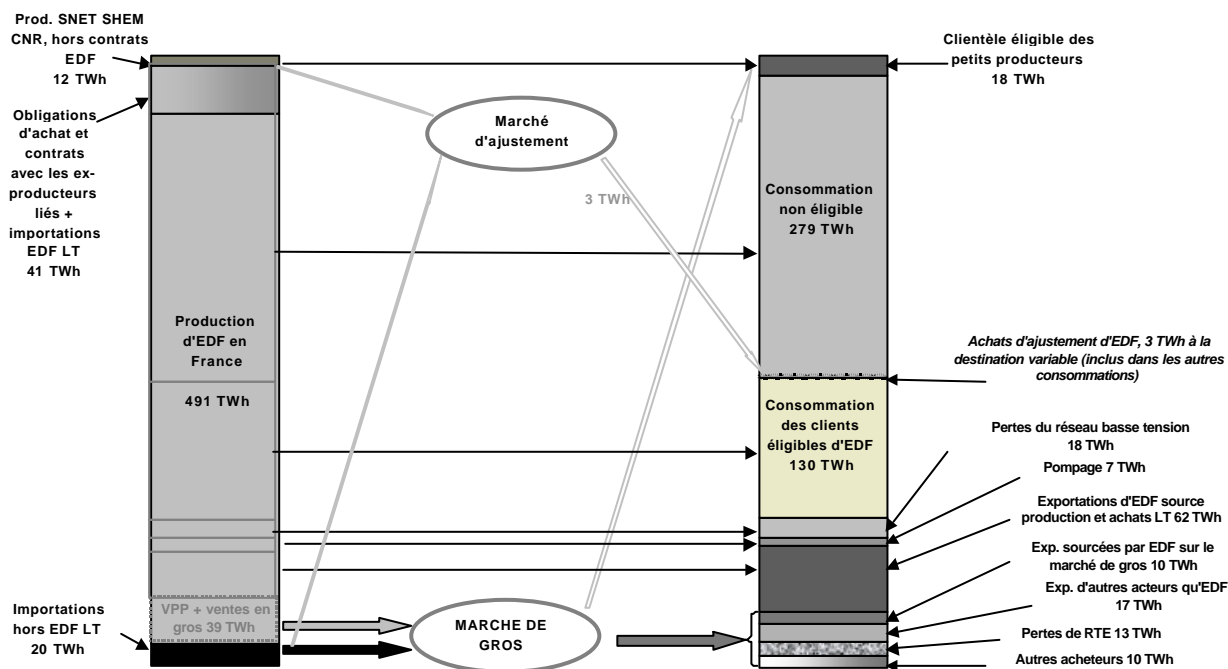 Prod. SNET SHEM
CNR, hors contrats
EDF
12 TWh
Obligations
d'achat et
contrats
avec les ex-
producteurs
liés +
importations
EDF LT
41 TWh
Importations
hors EDF LT
20 TWh
Production
d'EDF en
France
491 TWh
VPP + ventes en
gros 39 TWh
Marché
d'ajustement
3 TWh
MARCHE DE
GROS
Consommation
non éligible
279 TWh
Consommation
des clients
éligibles d'EDF
130 TWh
Clientèle éligible des
petits producteurs
18 TWh
Achats d'ajustement d'EDF, 3 TWh à la
destination variable (inclus dans les autres
consommations)
Pertes du réseau basse tension
18 TWh
Pompage 7 TWh
Exportations d'EDF source
production et achats LT 62 TWh
Exp. sourcées par EDF sur le
marché de gros 10 TWh
Exp. d'autres acteurs qu'EDF
17 TWh
Pertes de RTE 13 TWh
Autres acheteurs 10 TWh